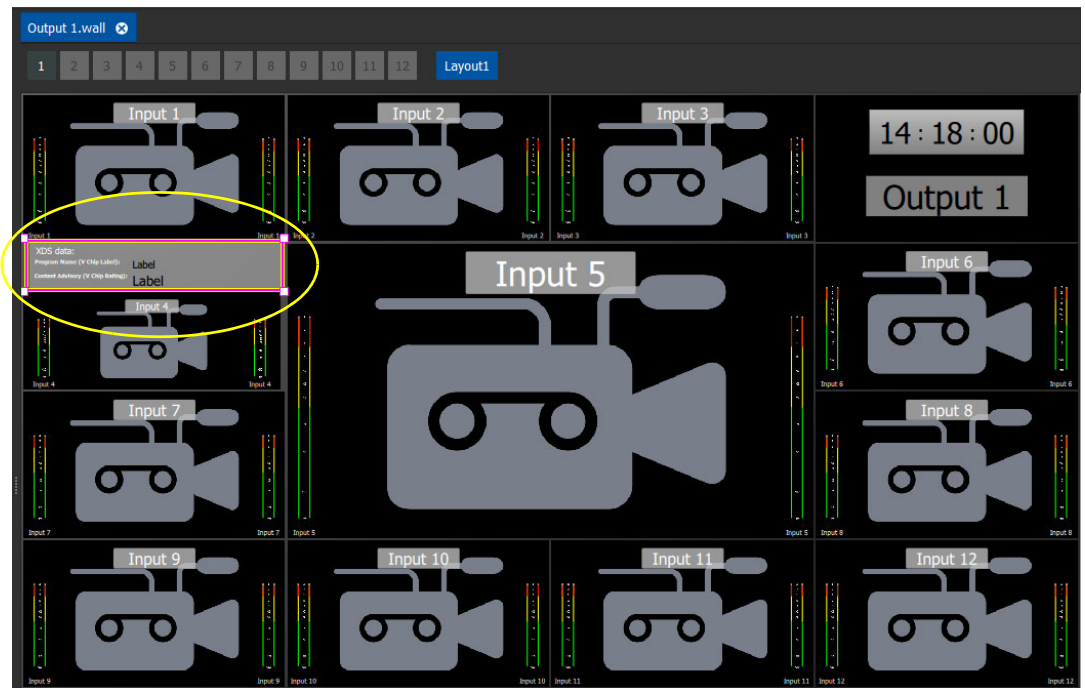 Output 1.wall
1 2 3 4 5 6 7 8 9 10 11 12 Layout1
Input 1
Input 2
Input 3
14 : 18 : 00
Output 1
Input 1 Input 1
Input 2 Input 2
Input 3 Input 3
XDS data:
Program Name (V Chip Label): Label
Content Advisory (V Chip Rating): Label
Input 4
Input 4 Input 4
Input 5
Input 5 Input 5
Input 6
Input 6 Input 6
Input 7
Input 7 Input 7
Input 8
Input 8 Input 8
Input 9
Input 10
Input 11
Input 12
Input 9 Input 9
Input 10 Input 10
Input 11 Input 11
Input 12 Input 12